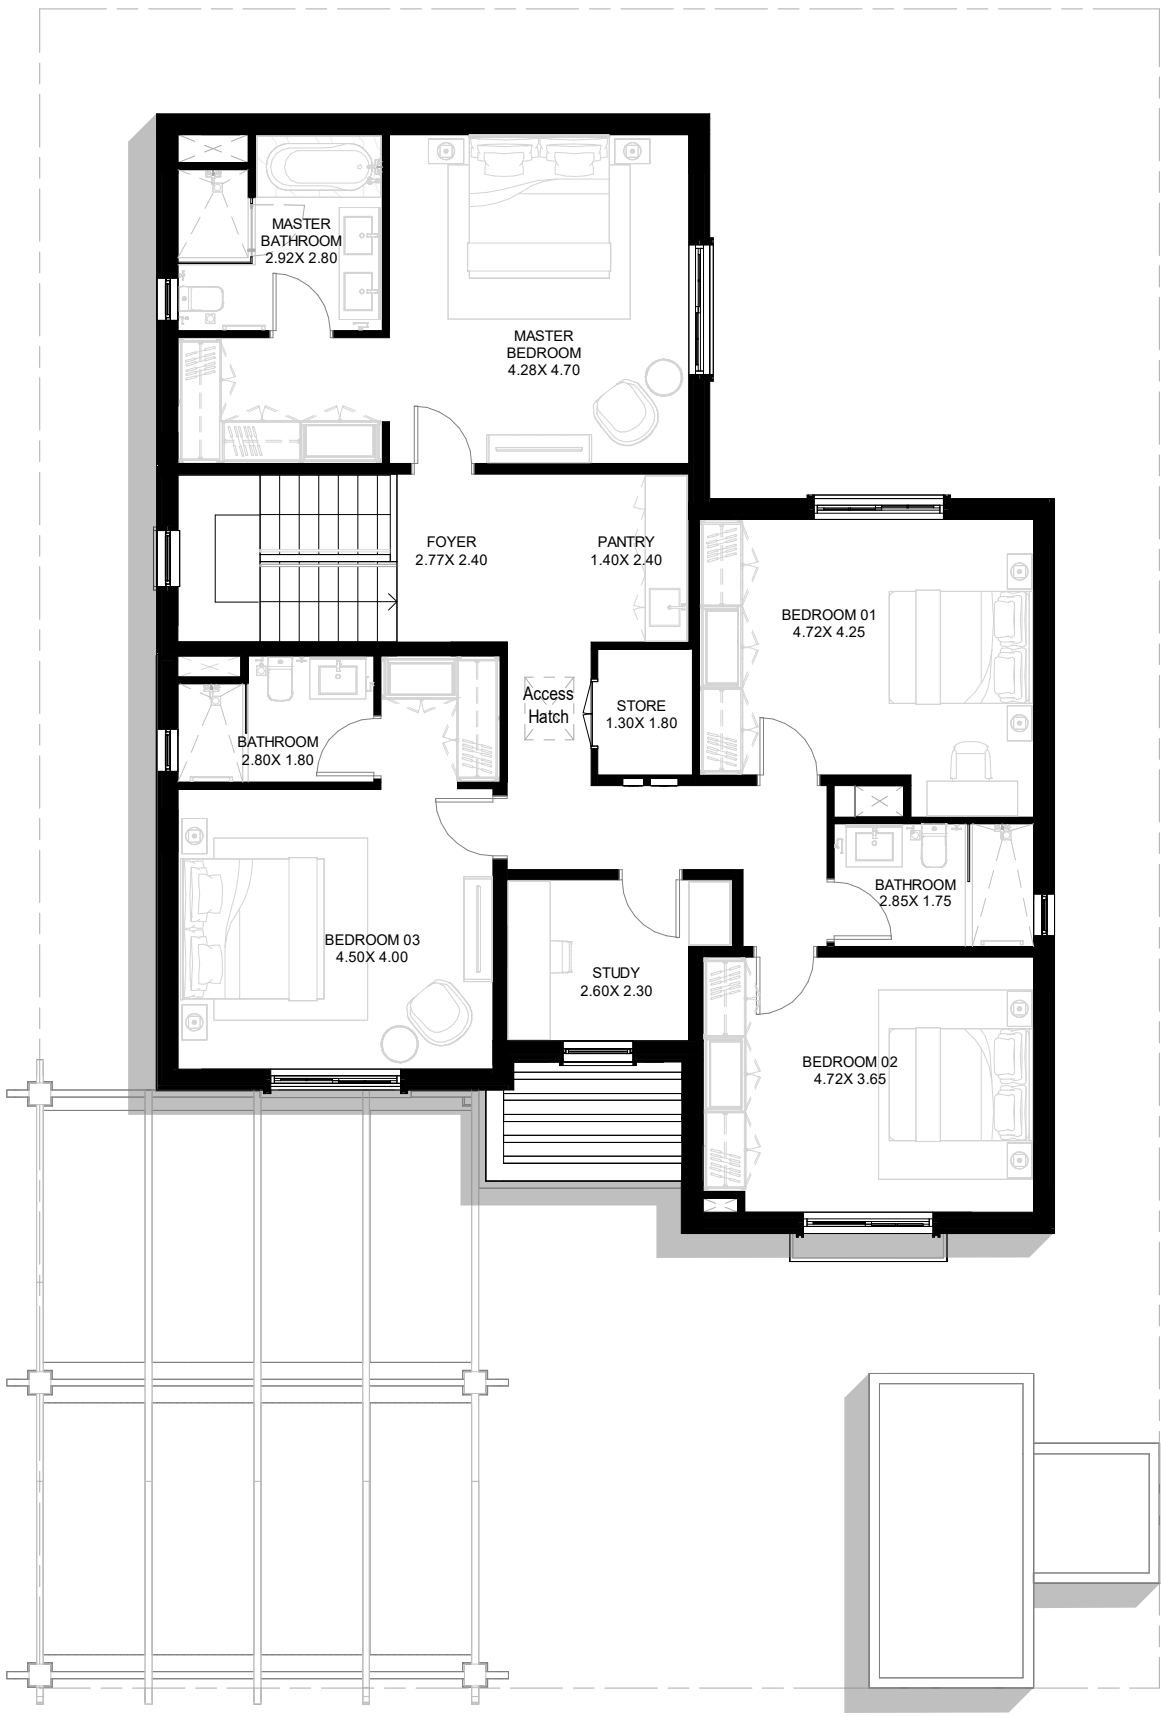 MASTER
BATHROOM
2.92X 2.80
MASTER
BEDROOM
4.28X 4.70
FOYER
2.77X 2.40
PANTRY
1.40X 2.40
BEDROOM 01
4.72X 4.25
Access
Hatch
STORE
1.30X 1.80
BATHROOM
2.80X 1.80
BATHROOM
2.85X 1.75
BEDROOM 03
4.50X 4.00
STUDY
2.60X 2.30
BEDROOM 02
4.72X 3.65